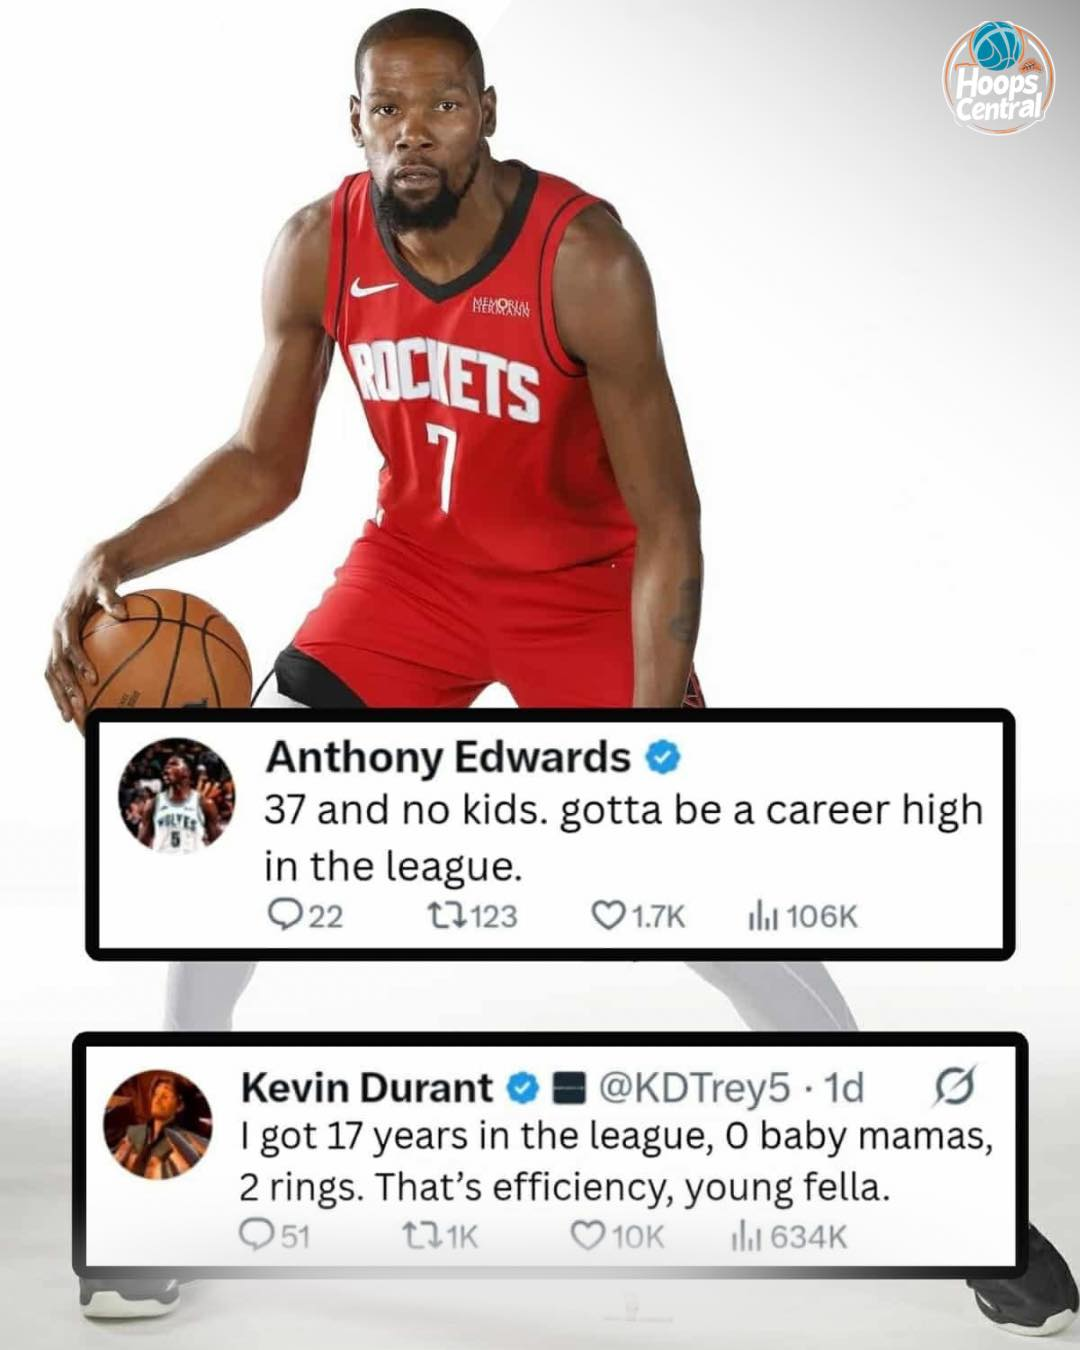 Hoops
Central
MEMORIAL
HERMANN
ROCKETS
7
Anthony Edwards
37 and no kids. gotta be a career high
in the league.
22 123 1.7K 106K
WOLVES
5
Kevin Durant @KDTrey5 · 1d
I got 17 years in the league, 0 baby mamas,
2 rings. That’s efficiency, young fella.
51 1K 10K 634K